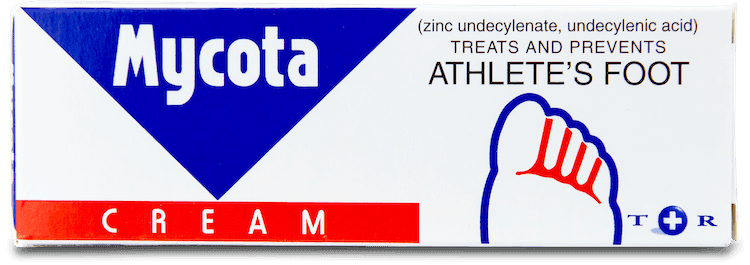 Mycota
CREAM
(zinc undecylenate, undecylenic acid)
TREATS AND PREVENTS
ATHLETE'S FOOT
T R